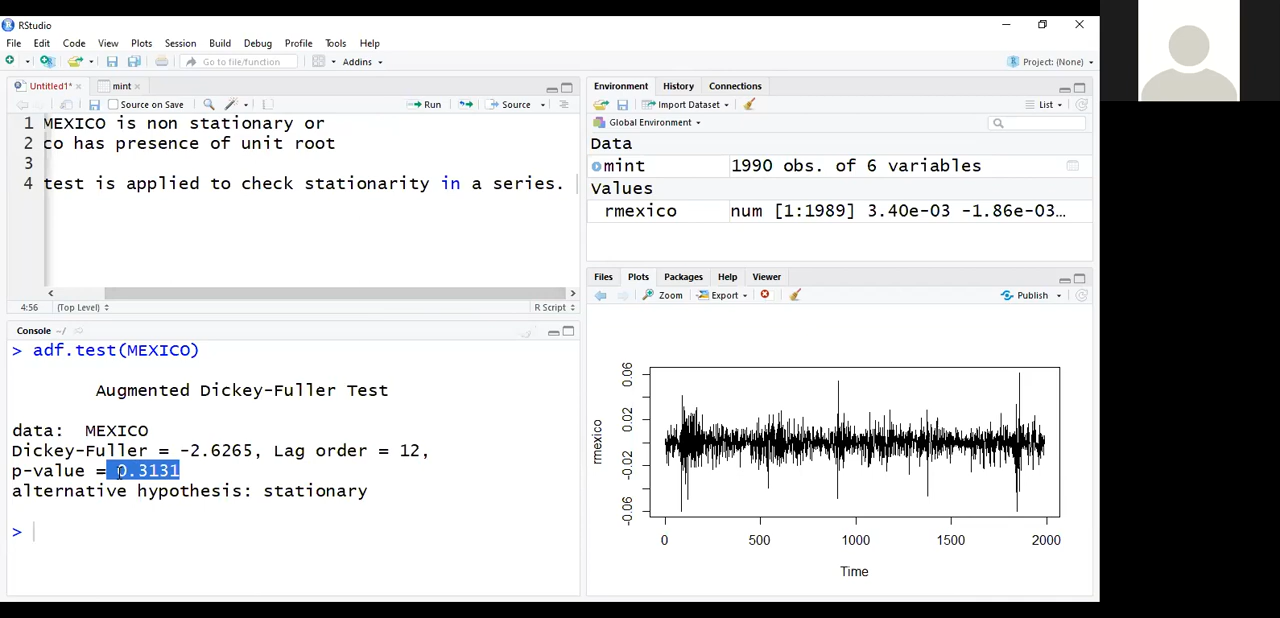 RStudio
File Edit Code View Plots Session Build Debug Profile Tools Help
Go to file/function Addins Project: (None)
Untitled1* mint
Source on Save Run Source
1 MEXICO is non stationary or
2 co has presence of unit root
3
4 test is applied to check stationarity in a series.
4:56 (Top Level) R Script
Console ~/
> adf.test(MEXICO)
Augmented Dickey-Fuller Test
data: MEXICO
Dickey-Fuller = -2.6265, Lag order = 12,
p-value = 0.3131
alternative hypothesis: stationary
>
Environment History Connections
Import Dataset List
Global Environment
Data
mint 1990 obs. of 6 variables
Values
rmexico num [1:1989] 3.40e-03 -1.86e-03…
Files Plots Packages Help Viewer
Zoom Export Publish
rmexico
0.06
0.02
-0.02
-0.06
0 500 1000 1500 2000
Time